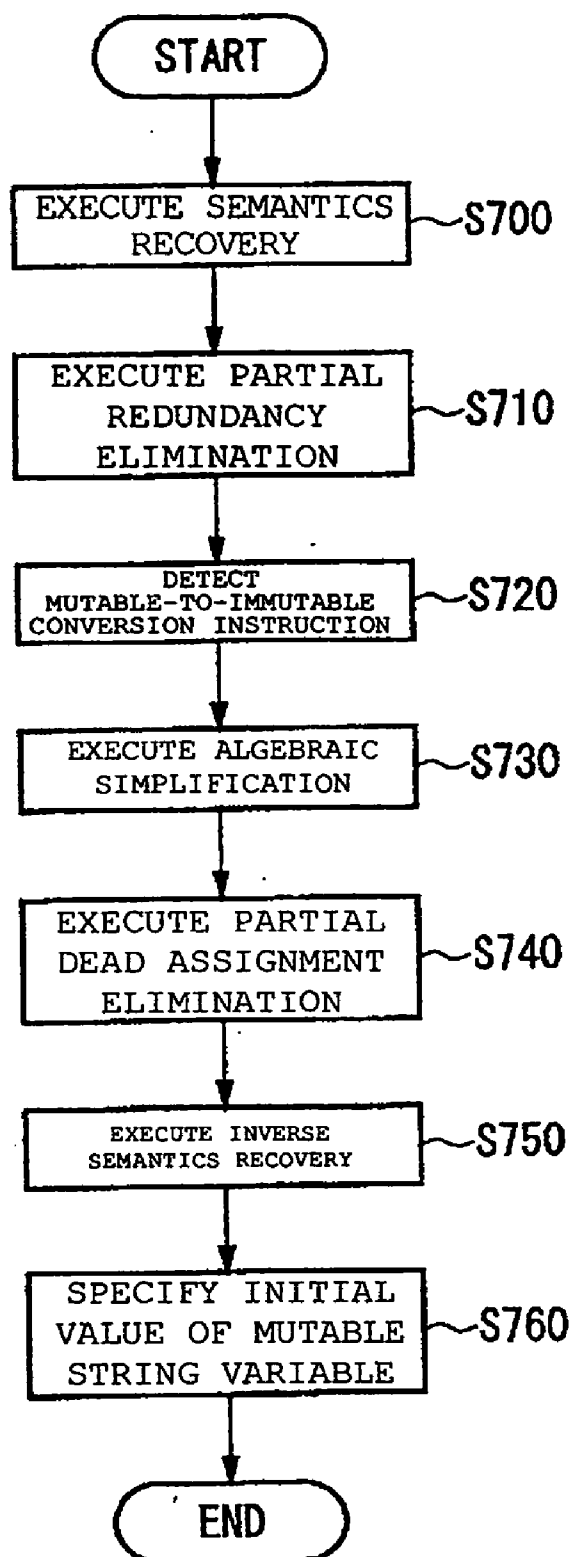 START
EXECUTE SEMANTICS
RECOVERY
S700
EXECUTE PARTIAL
REDUNDANCY
ELIMINATION
S710
DETECT
MUTABLE-TO-IMMUTABLE
CONVERSION INSTRUCTION
S720
EXECUTE ALGEBRAIC
SIMPLIFICATION
S730
EXECUTE PARTIAL
DEAD ASSIGNMENT
ELIMINATION
S740
EXECUTE INVERSE
SEMANTICS RECOVERY
S750
SPECIFY INITIAL
VALUE OF MUTABLE
STRING VARIABLE
S760
END